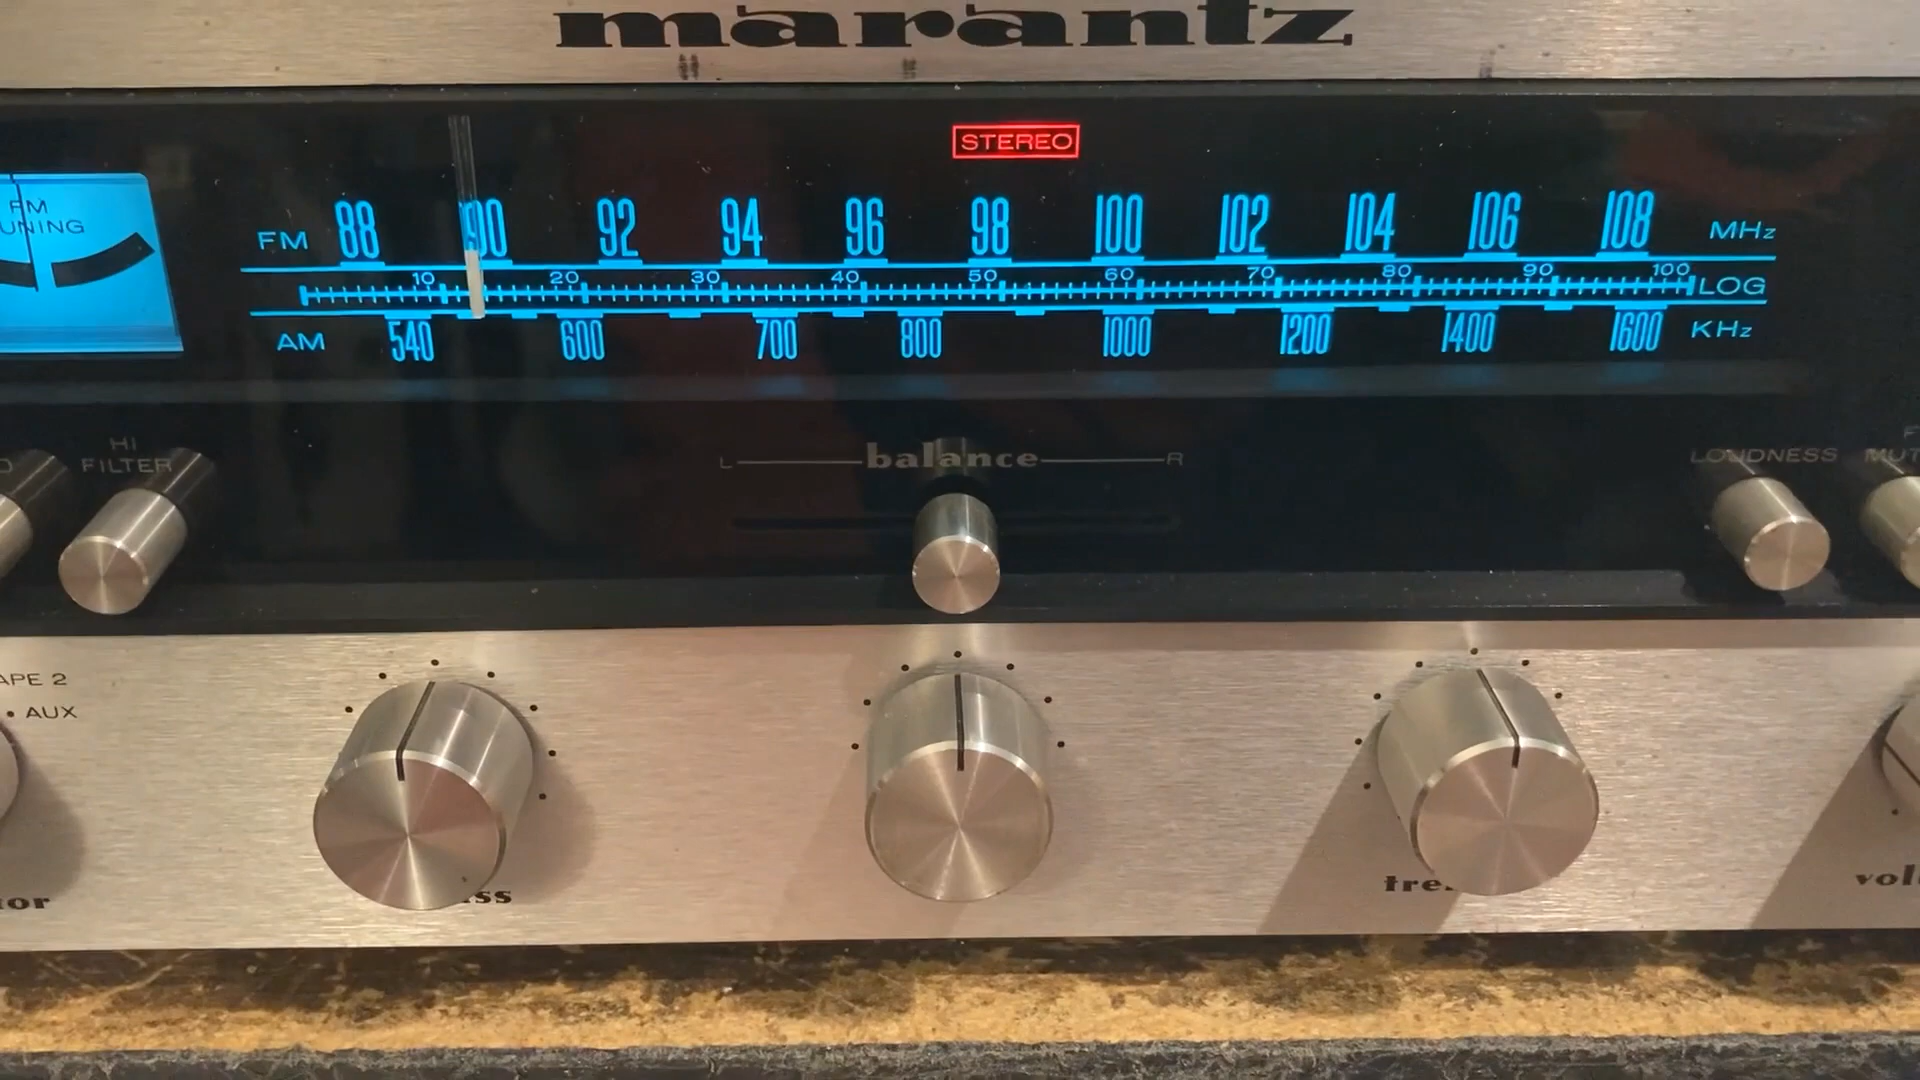 marantz
STEREO
FM
TUNING
FM 88 90 92 94 96 98 100 102 104 106 108 MHz
10 20 30 40 50 60 70 80 90 100 LOG
AM 540 600 700 800 1000 1200 1400 1600 KHz
HI
FILTER
L balance R
LOUDNESS
AUX